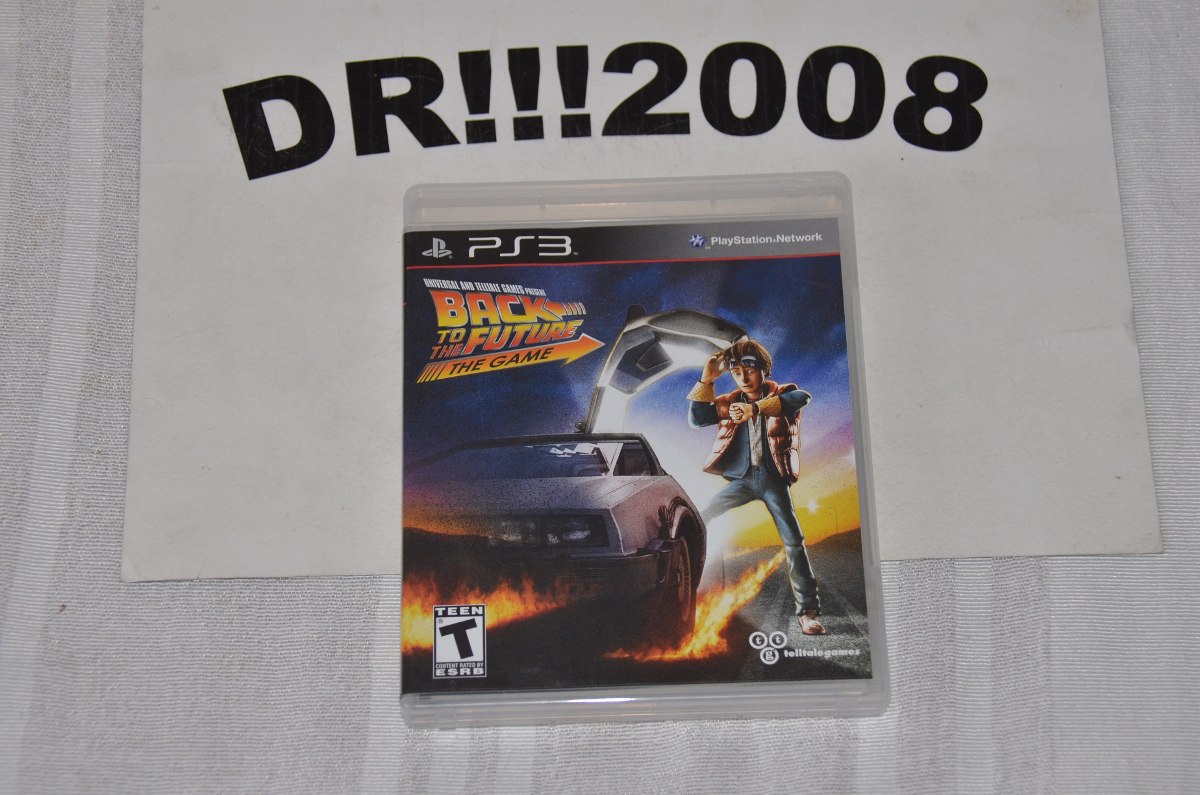 DR!!!2008
PS3
PlayStation Network
UNIVERSAL AND TELLTALE GAMES PRESENT
BACK
TO
THE FUTURE
THE GAME
TEEN
T
CONTENT RATED BY
ESRB
ttg
telltalegames